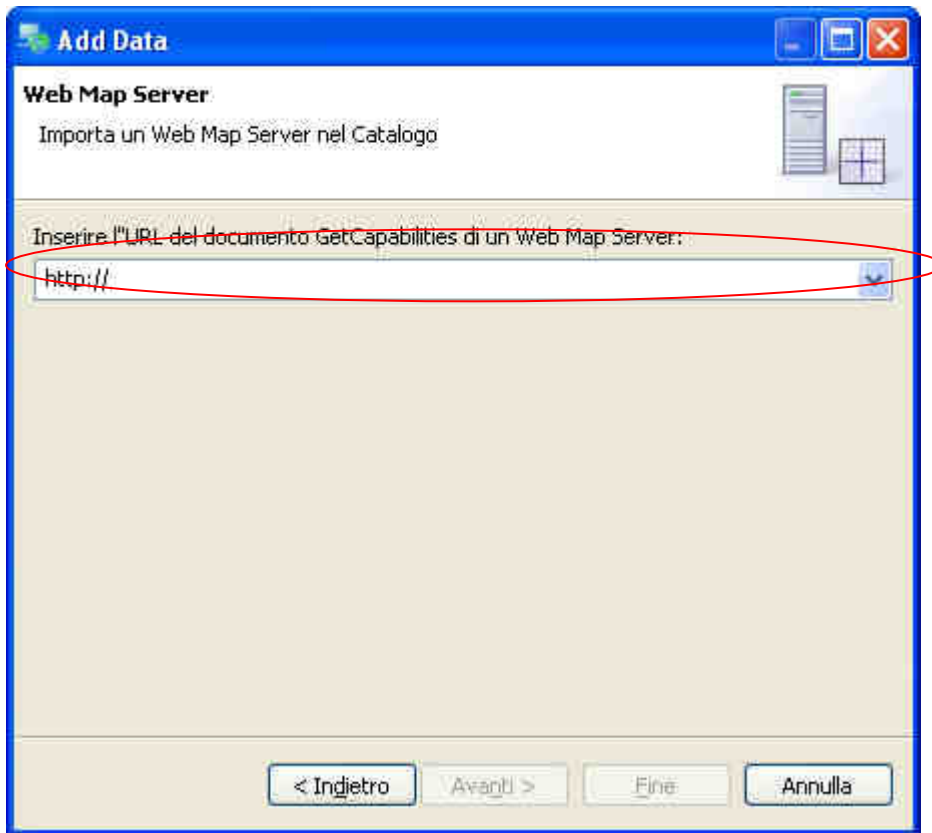 Add Data
Web Map Server
Importa un Web Map Server nel Catalogo
Inserire l"URL del documento GetCapabilities di un Web Map Server:
http://
< Indietro
Avanti >
Fine
Annulla